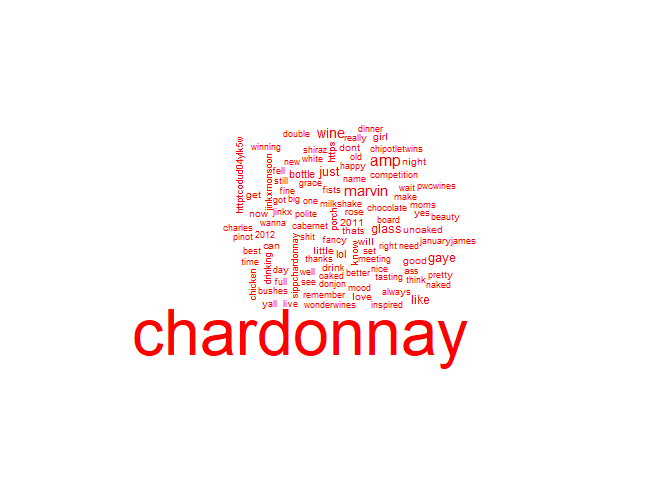 dinner
double wine really girl
httptcodud04ylk5w winning shiraz https dont chipotletwins
jinkxmonsoon new white old amp night
fell bottle just happy
still grace name competition
fine fists marvin wait pwcwines
get got big one milkshake make
now jinkx polite porch rose chocolate moms
wanna board yes beauty
charles cabernet 2011 glass unoaked
pinot 2012 shit fancy thats will januaryjames
best can sippchardonnay little lol know set right need
time drinking thanks meeting good gaye
chicken day well drink nice
oaked better tasting ass pretty
full see donjon mood think naked
bushes remember love always
yall live wonderwines inspired like
chardonnay